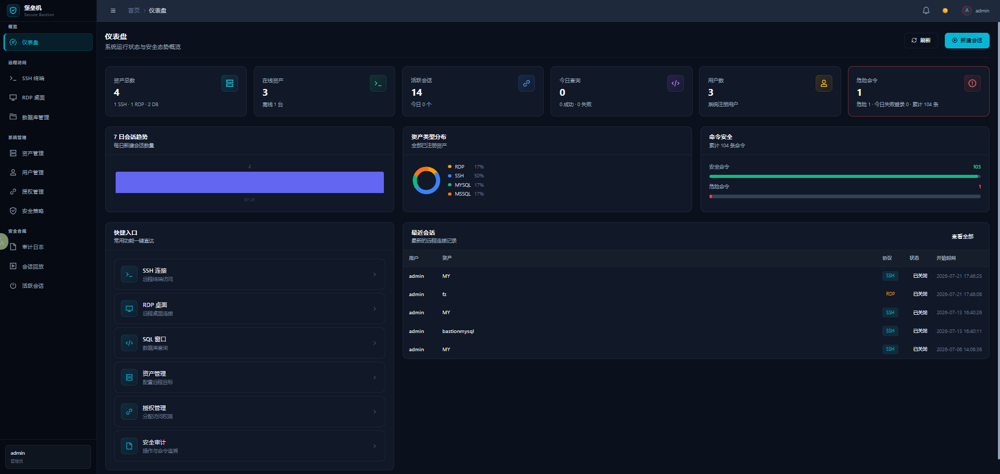 堡垒机
Secure Bastion
首页 › 仪表盘
A admin
概览
仪表盘
远程访问
SSH 终端
RDP 桌面
数据库管理
系统管理
资产管理
用户管理
授权管理
安全策略
安全合规
审计日志
会话回放
活跃会话
admin
管理员
仪表盘
系统运行状态与安全态势概览
刷新
新建会话
资产总数
4
1 SSH · 1 RDP · 2 DB
在线资产
3
离线 1 台
活跃会话
14
今日 0 个
今日查询
0
0 成功 · 0 失败
用户数
3
系统注册用户
危险命令
1
危险 1 · 今日失败登录 0 · 累计 104 条
7 日会话趋势
每日新建会话数量
2
07-21
资产类型分布
全部已注册资产
RDP 17%
SSH 50%
MYSQL 17%
MSSQL 17%
命令安全
累计 104 条命令
安全命令 103
危险命令 1
快捷入口
常用功能一键直达
SSH 连接
远程终端访问
RDP 桌面
远程桌面连接
SQL 窗口
数据库查询
资产管理
配置远程目标
授权管理
分配访问权限
安全审计
操作与命令追溯
最近会话
最新的远程连接记录
查看全部
用户 资产 协议 状态 开始时间
admin MY SSH 已关闭 2026-07-21 17:46:25
admin fz RDP 已关闭 2026-07-21 17:46:08
admin MY SSH 已关闭 2026-07-13 16:40:26
admin bastionmysql SSH 已关闭 2026-07-13 16:40:11
admin MY SSH 已关闭 2026-07-06 14:06:36